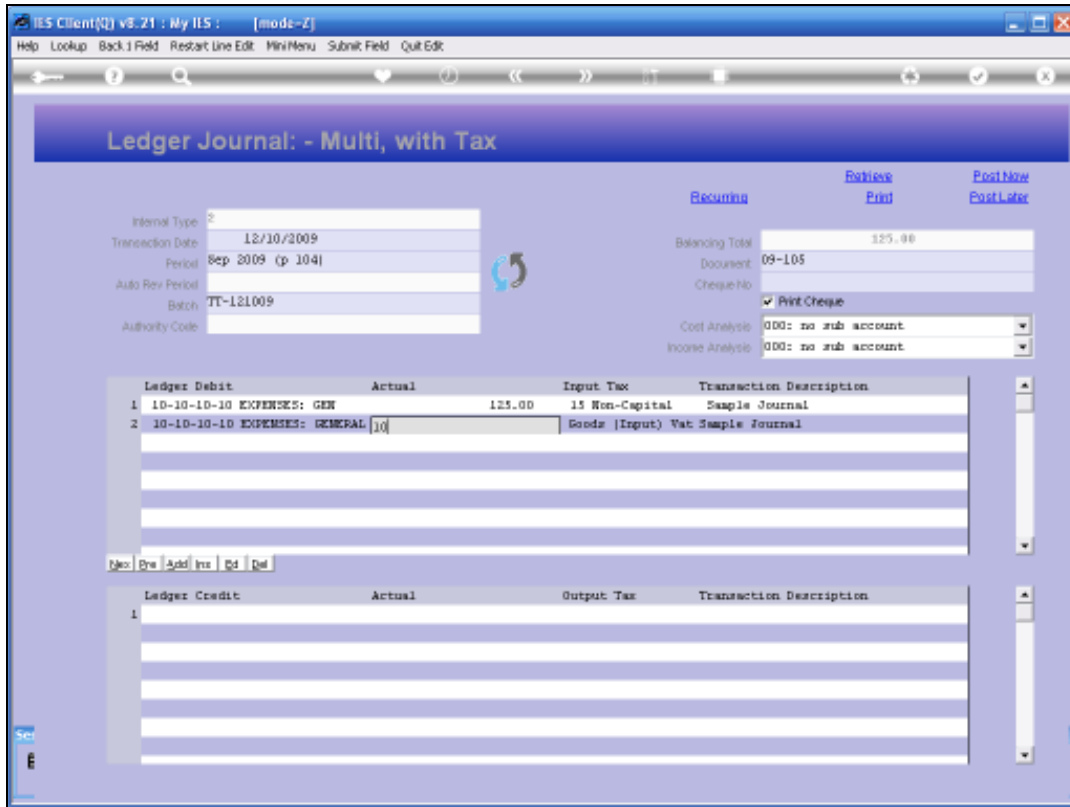 IES Client(Q) v8.21 : My IES : [mode-Z]
Help Lookup Back 1 Field Restart Line Edit MiniMenu Submit Field Quit Edit
Ledger Journal: - Multi, with Tax
Retrieve Post Now
Recurring Print Post Later
Internal Type 2
Transaction Date 12/10/2009 Balancing Total 125.00
Period Sep 2009 (p 104) Document 09-105
Auto Rev Period Cheque No
Batch TT-121009 Print Cheque
Authority Code Cost Analysis 000: no sub account
Income Analysis 000: no sub account
Ledger Debit Actual Input Tax Transaction Description
1 10-10-10-10 EXPENSES: GEN 125.00 15 Non-Capital Sample Journal
2 10-10-10-10 EXPENSES: GENERAL 10 Goods (Input) Vat Sample Journal
Nex Pre Add Ins Ed Del
Ledger Credit Actual Output Tax Transaction Description
1